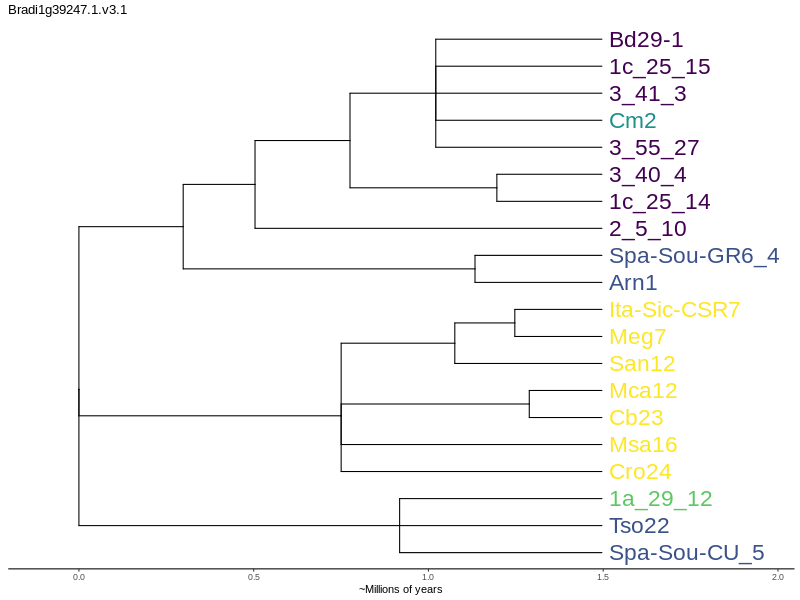 Bradi1g39247.1.v3.1
Bd29-1
1c_25_15
3_41_3
Cm2
3_55_27
3_40_4
1c_25_14
2_5_10
Spa-Sou-GR6_4
Arn1
Ita-Sic-CSR7
Meg7
San12
Mca12
Cb23
Msa16
Cro24
1a_29_12
Tso22
Spa-Sou-CU_5
0.0 0.5 1.0 1.5 2.0
~Millions of years